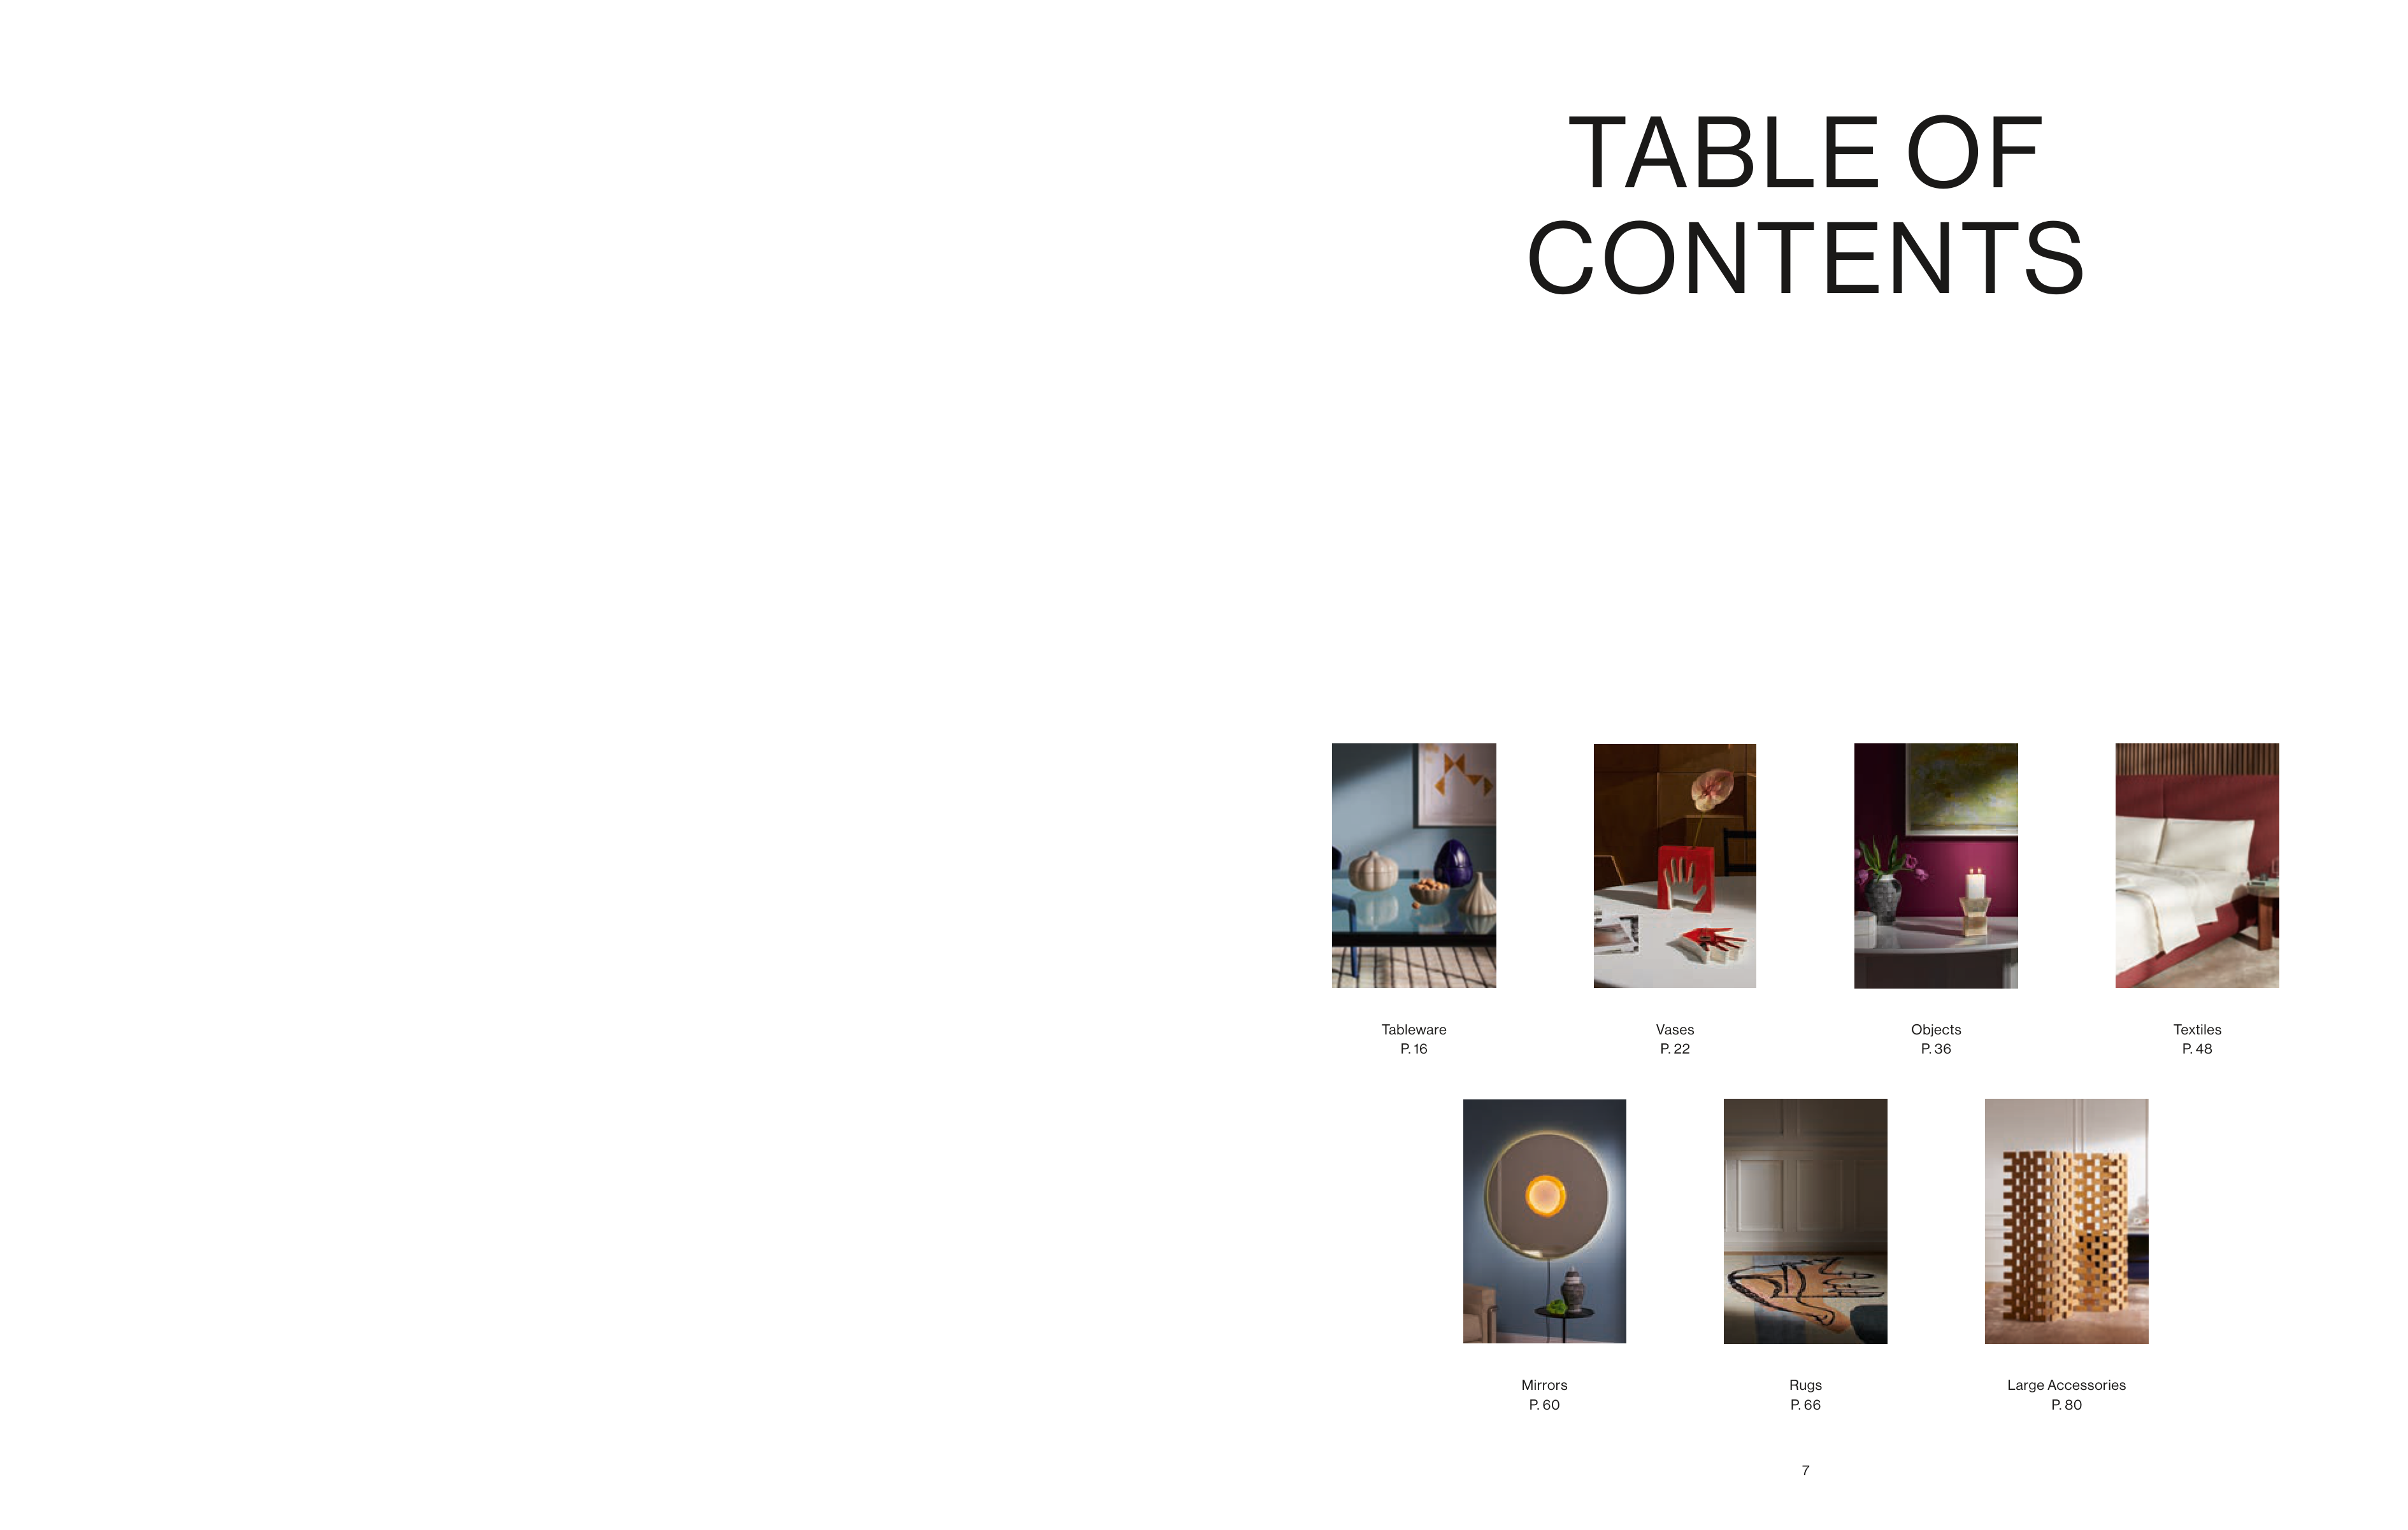 TABLE OF
CONTENTS
Tableware
P. 16
Vases
P. 22
Objects
P. 36
Textiles
P. 48
Mirrors
P. 60
Rugs
P. 66
Large Accessories
P. 80
7